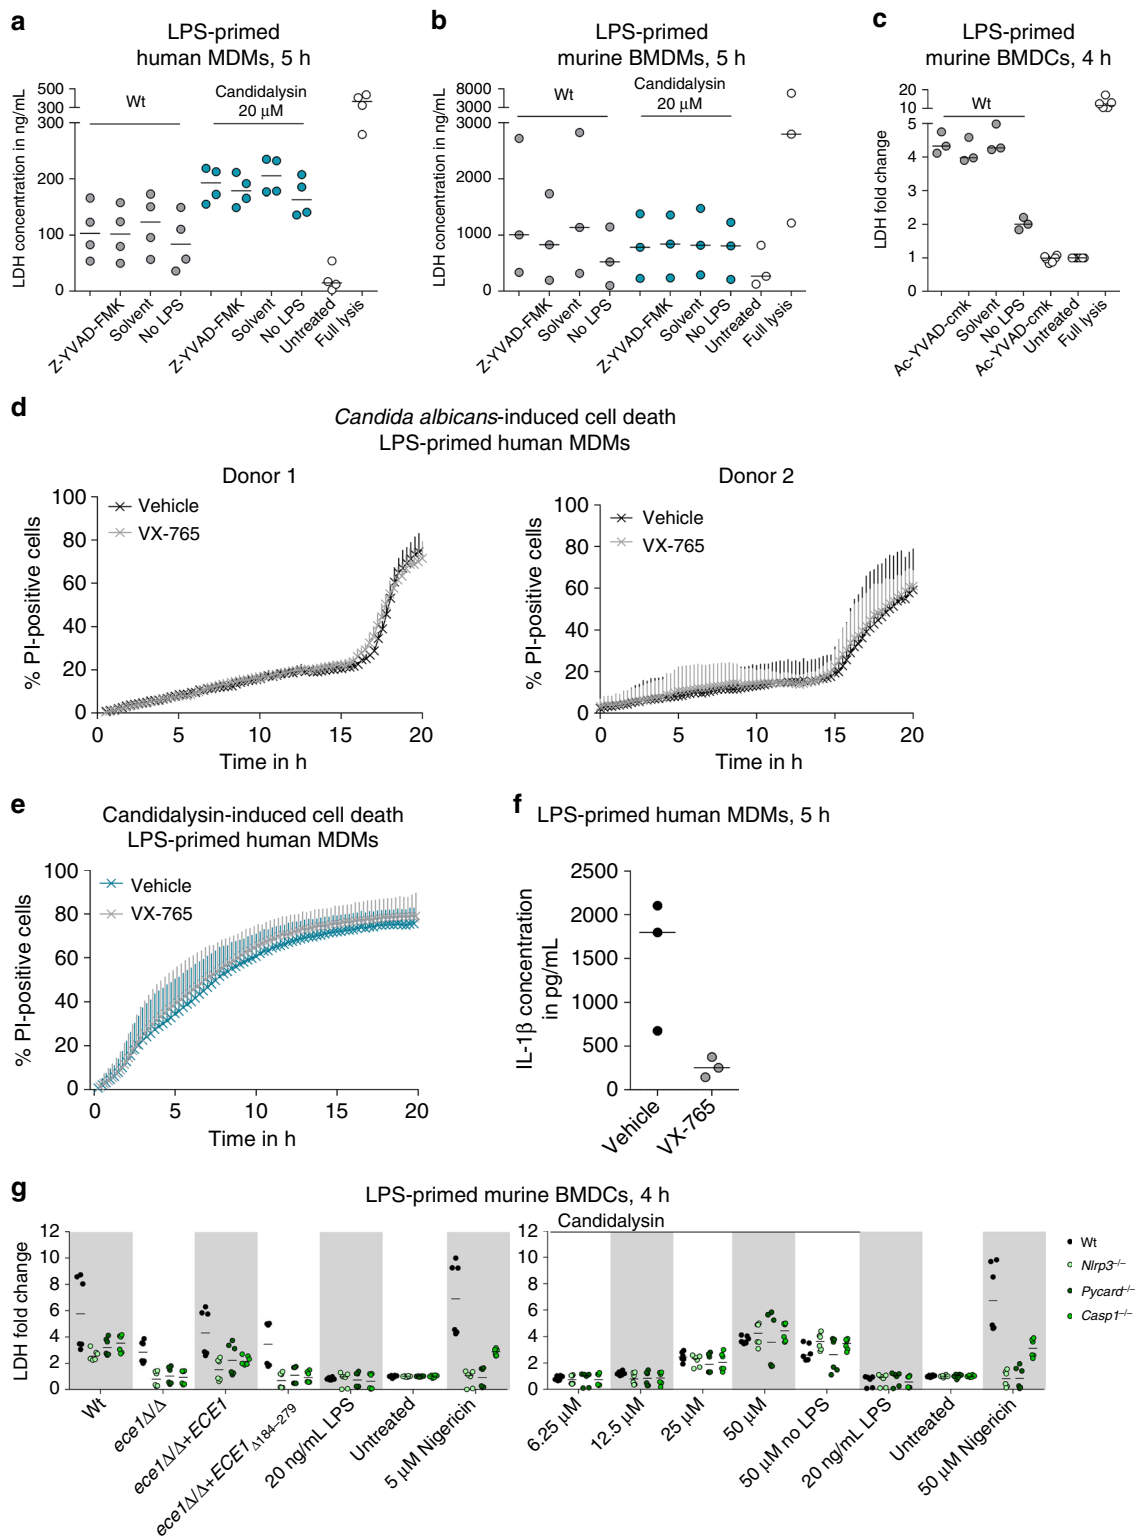 a
LPS-primed
human MDMs, 5 h
LDH concentration in ng/mL
500
300
300
200
100
0
Wt
Candidalysin
20 μM
Z-YVAD-FMK
Solvent
No LPS
Z-YVAD-FMK
Solvent
No LPS
Untreated
Full lysis
b
LPS-primed
murine BMDMs, 5 h
LDH concentration in ng/mL
8000
3000
3000
2000
1000
0
Wt
Candidalysin
20 μM
Z-YVAD-FMK
Solvent
No LPS
Z-YVAD-FMK
Solvent
No LPS
Untreated
Full lysis
c
LPS-primed
murine BMDCs, 4 h
LDH fold change
20
10
5
4
3
2
1
0
Wt
Ac-YVAD-cmk
Solvent
No LPS
Ac-YVAD-cmk
Untreated
Full lysis
d
Candida albicans-induced cell death
LPS-primed human MDMs
Donor 1
% PI-positive cells
100
80
60
40
20
0
Vehicle
VX-765
0 5 10 15 20
Time in h
Donor 2
% PI-positive cells
100
80
60
40
20
0
Vehicle
VX-765
0 5 10 15 20
Time in h
e
Candidalysin-induced cell death
LPS-primed human MDMs
% PI-positive cells
100
80
60
40
20
0
Vehicle
VX-765
0 5 10 15 20
Time in h
f
LPS-primed human MDMs, 5 h
IL-1β concentration
in pg/mL
2500
2000
1500
1000
500
0
Vehicle
VX-765
g
LPS-primed murine BMDCs, 4 h
LDH fold change
12
10
8
6
4
2
0
Wt
ece1Δ/Δ
ece1Δ/Δ+ECE1
ece1Δ/Δ+ECE1Δ184–279
20 ng/mL LPS
Untreated
5 μM Nigericin
Candidalysin
12
10
8
6
4
2
0
6.25 μM
12.5 μM
25 μM
50 μM
50 μM no LPS
20 ng/mL LPS
Untreated
50 μM Nigericin
Wt
Nlrp3–/–
Pycard–/–
Casp1–/–